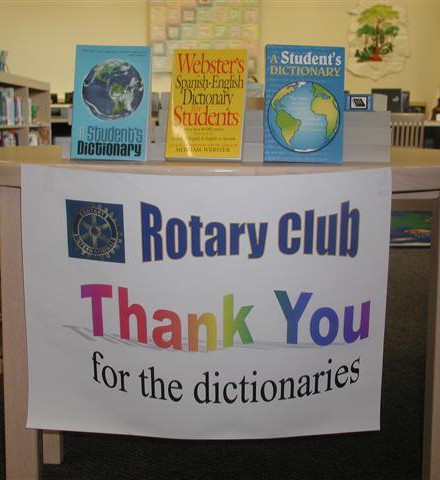 A Student's
Dictionary
Webster's
Spanish-English
Dictionary
for
Students
MERRIAM-WEBSTER
A Student's
DICTIONARY
Rotary Club
Thank You
for the dictionaries